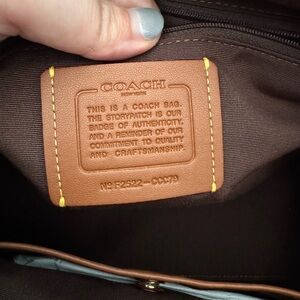 COACH
NEW YORK
THIS IS A COACH BAG.
THE STORYPATCH IS OUR
BADGE OF AUTHENTICITY,
AND A REMINDER OF OUR
COMMITMENT TO QUALITY
AND CRAFTSMANSHIP.
Nº F2522-CCC79